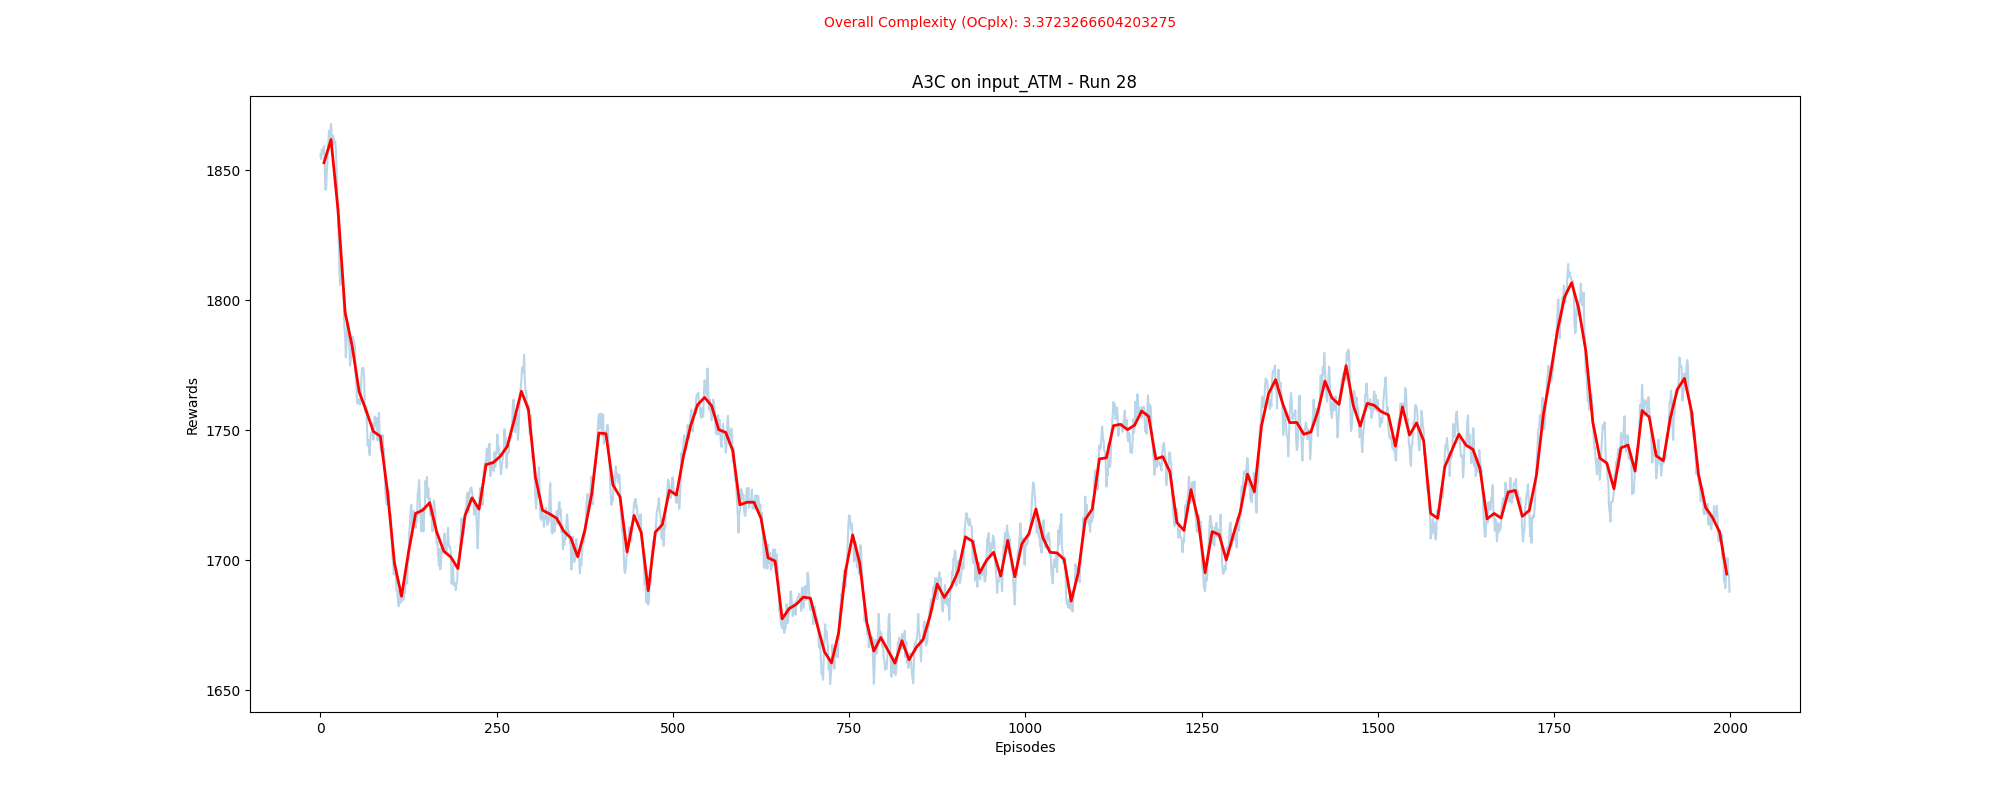 Overall Complexity (OCplx): 3.3723266604203275
A3C on input_ATM - Run 28
Rewards
1850
1800
1750
1700
1650
0 250 500 750 1000 1250 1500 1750 2000
Episodes